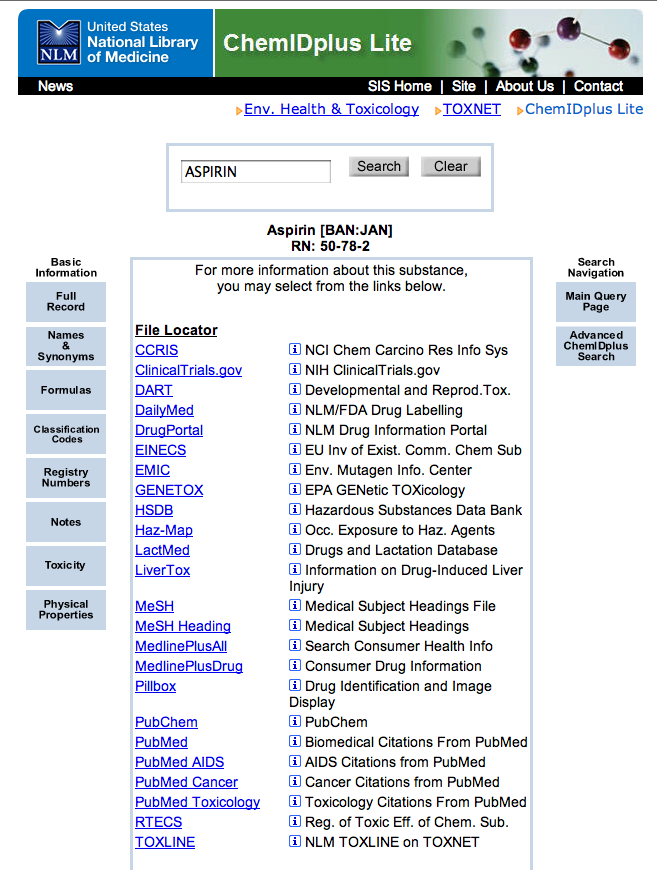 United States
National Library
of Medicine
NLM
ChemIDplus Lite
News
SIS Home | Site | About Us | Contact
Env. Health & Toxicology TOXNET ChemIDplus Lite
ASPIRIN Search Clear
Aspirin [BAN:JAN]
RN: 50-78-2
Basic
Information
Full
Record
Names
&
Synonyms
Formulas
Classification
Codes
Registry
Numbers
Notes
Toxicity
Physical
Properties
For more information about this substance,
you may select from the links below.
File Locator
CCRIS i NCI Chem Carcino Res Info Sys
ClinicalTrials.gov i NIH ClinicalTrials.gov
DART i Developmental and Reprod.Tox.
DailyMed i NLM/FDA Drug Labelling
DrugPortal i NLM Drug Information Portal
EINECS i EU Inv of Exist. Comm. Chem Sub
EMIC i Env. Mutagen Info. Center
GENETOX i EPA GENetic TOXicology
HSDB i Hazardous Substances Data Bank
Haz-Map i Occ. Exposure to Haz. Agents
LactMed i Drugs and Lactation Database
LiverTox i Information on Drug-Induced Liver
Injury
MeSH i Medical Subject Headings File
MeSH Heading i Medical Subject Headings
MedlinePlusAll i Search Consumer Health Info
MedlinePlusDrug i Consumer Drug Information
Pillbox i Drug Identification and Image
Display
PubChem i PubChem
PubMed i Biomedical Citations From PubMed
PubMed AIDS i AIDS Citations from PubMed
PubMed Cancer i Cancer Citations from PubMed
PubMed Toxicology i Toxicology Citations From PubMed
RTECS i Reg. of Toxic Eff. of Chem. Sub.
TOXLINE i NLM TOXLINE on TOXNET
Search
Navigation
Main Query
Page
Advanced
ChemIDplus
Search